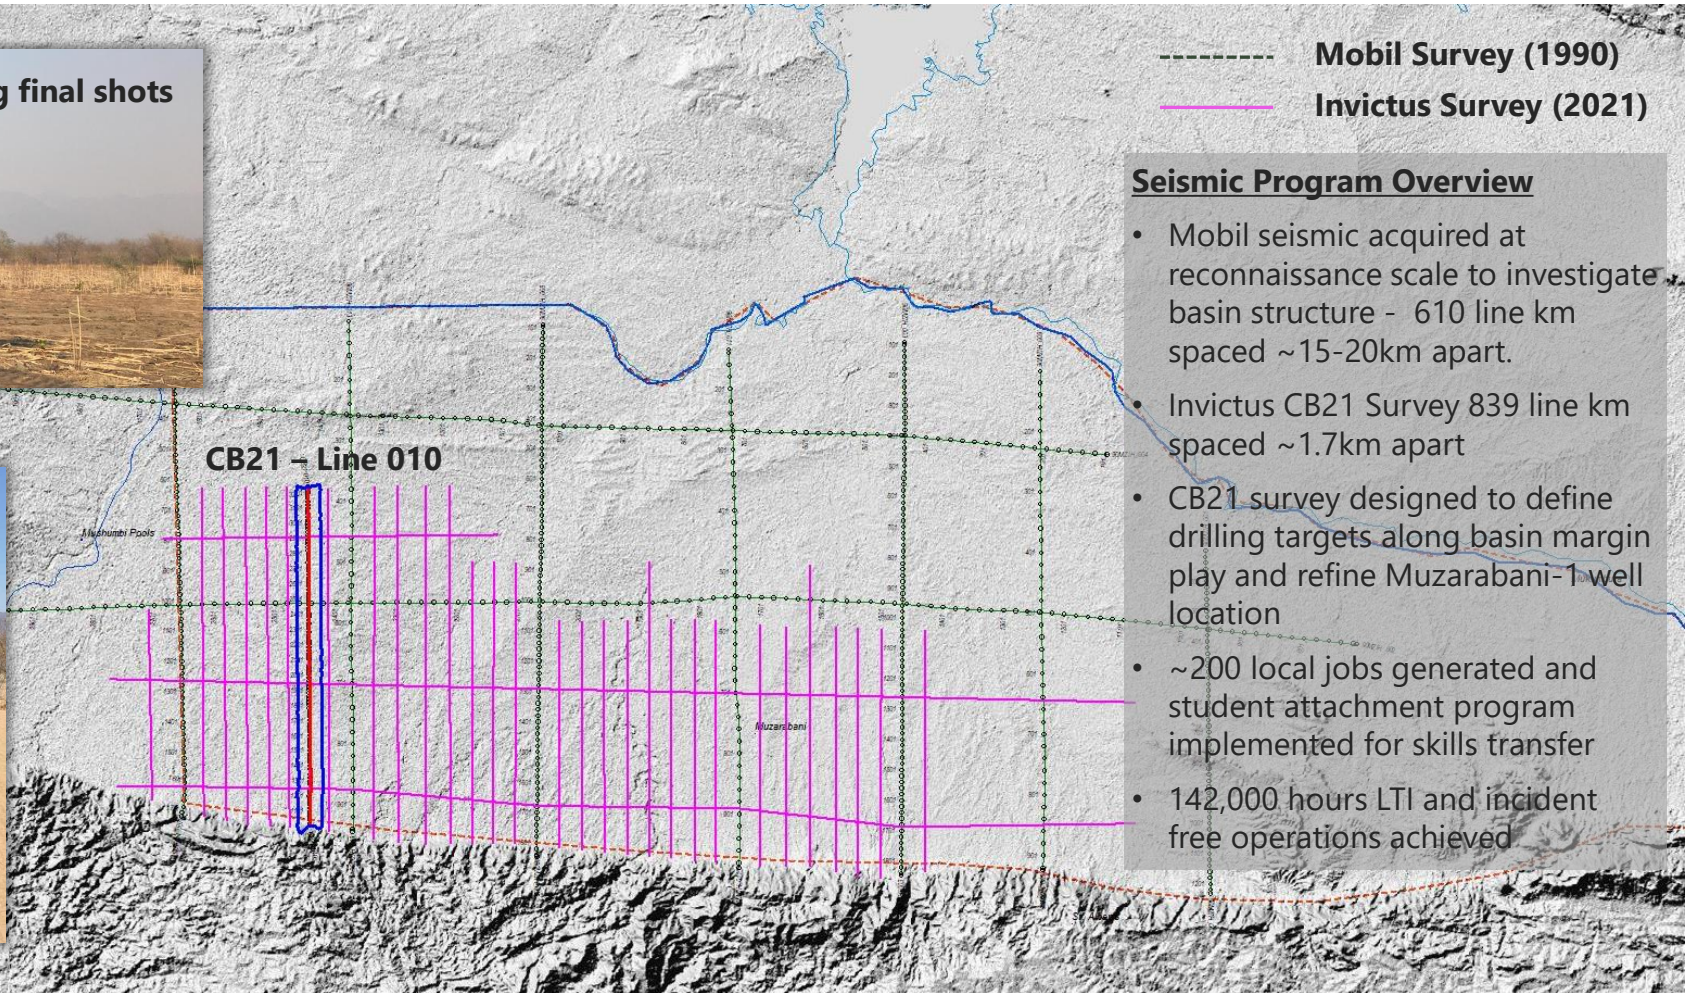 g final shots
Mobil Survey (1990)
Invictus Survey (2021)
Seismic Program Overview
• Mobil seismic acquired at
reconnaissance scale to investigate
basin structure - 610 line km
spaced ~15-20km apart.
• Invictus CB21 Survey 839 line km
spaced ~1.7km apart
• CB21 survey designed to define
drilling targets along basin margin
play and refine Muzarabani-1 well
location
• ~200 local jobs generated and
student attachment program
implemented for skills transfer
• 142,000 hours LTI and incident
free operations achieved
CB21 – Line 010
Mushumbi Pools
Muzarabani